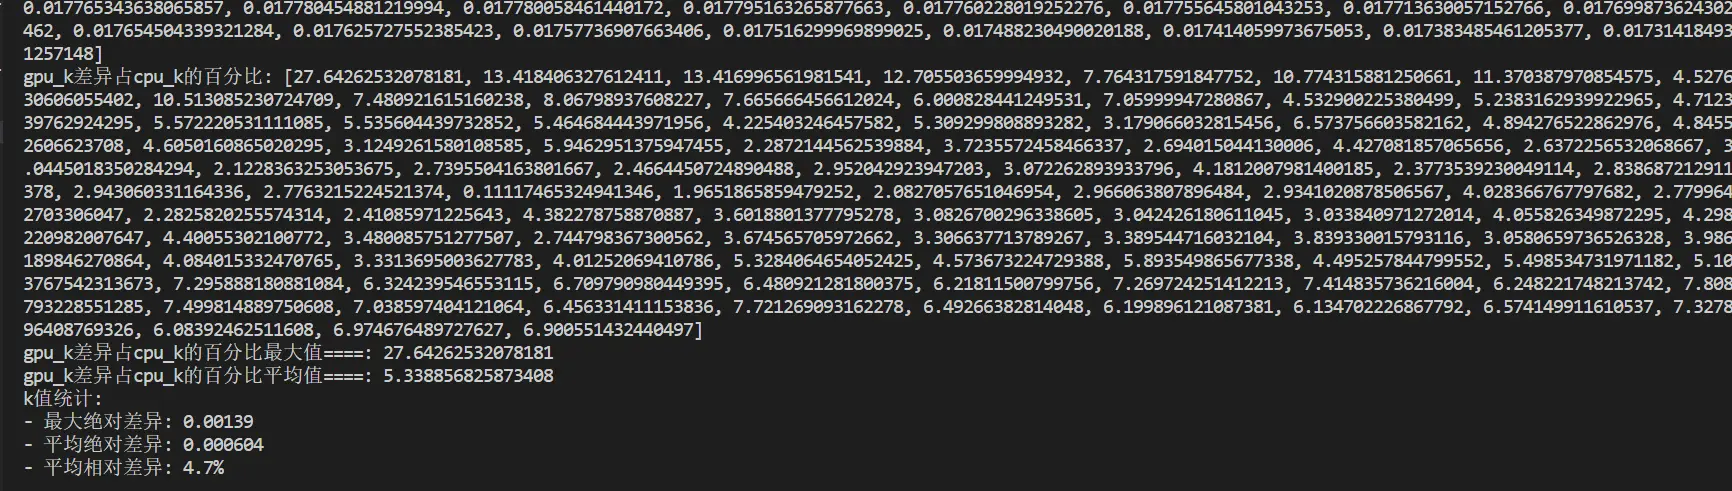 0.017765343638065857, 0.017780454881219994, 0.01778005846144017​2, 0.017795163265877663, 0.017760228019252276, 0.017755645801043253, 0.017713630057152766, 0.01769987362430​2
462, 0.017654504339321284, 0.017625727552385423, 0.01757736907663406, 0.017516299969899025, 0.017488230490020188, 0.017414059973675053, 0.017383485461205377, 0.01731418493
1257148]
gpu_k差异占cpu_k的百分比: [27.64262532078181, 13.418406327612411, 13.416996561981541, 12.705503659994932, 7.764317591847752, 10.774315881250661, 11.370387970854575, 4.5276
30606055402, 10.513085230724709, 7.480921615160238, 8.06798937608227, 7.665666456612024, 6.000828441249531, 7.05999947280867, 4.532900225380499, 5.2383162939922965, 4.7123
39762924295, 5.572220531111085, 5.535604439732852, 5.464684443971956, 4.225403246457582, 5.309299808893282, 3.179066032815456, 6.573756603582162, 4.894276522862976, 4.8455
2606623708, 4.6050160865020295, 3.1249261580108585, 5.9462951375947455, 2.2872144562539884, 3.7235572458466337, 2.694015044130006, 4.427081857065656, 2.6372256532068667, 3
.0445018350284294, 2.1228363253053675, 2.7395504163801667, 2.4664450724890488, 2.952042923947203, 3.072262893933796, 4.1812007981400185, 2.3773539230049114, 2.838687212911
378, 2.943060331164336, 2.7763215224521374, 0.11117465324941346, 1.9651865859479252, 2.0827057651046954, 2.966063807896484, 2.9341020878506567, 4.028366767797682, 2.779964
2703306047, 2.2825820255574314, 2.41085971225643, 4.382278758870887, 3.6018801377795278, 3.0826700296338605, 3.042426180611045, 3.033840971272014, 4.055826349872295, 4.298
220982007647, 4.40055302100772, 3.480085751277507, 2.744798367300562, 3.674565705972662, 3.306637713789267, 3.389544716032104, 3.839330015793116, 3.0580659736526328, 3.986
189846270864, 4.084015332470765, 3.3313695003627783, 4.01252069410786, 5.3284064654052425, 4.573673224729388, 5.893549865677338, 4.495257844799552, 5.498534731971182, 5.10
3767542313673, 7.295888180881084, 6.324239546553115, 6.709790980449395, 6.480921281800375, 6.21811500799756, 7.269724251412213, 7.414835736216004, 6.248221748213742, 7.808
793228551285, 7.499814889750608, 7.038597404121064, 6.456331411153836, 7.721269093162278, 6.49266382814048, 6.199896121087381, 6.134702226867792, 6.574149911610537, 7.3278
96408769326, 6.08392462511608, 6.974676489727627, 6.900551432440497]
gpu_k差异占cpu_k的百分比最大值====: 27.64262532078181
gpu_k差异占cpu_k的百分比平均值====: 5.338856825873408
k值统计:
- 最大绝对差异: 0.00139
- 平均绝对差异: 0.000604
- 平均相对差异: 4.7%